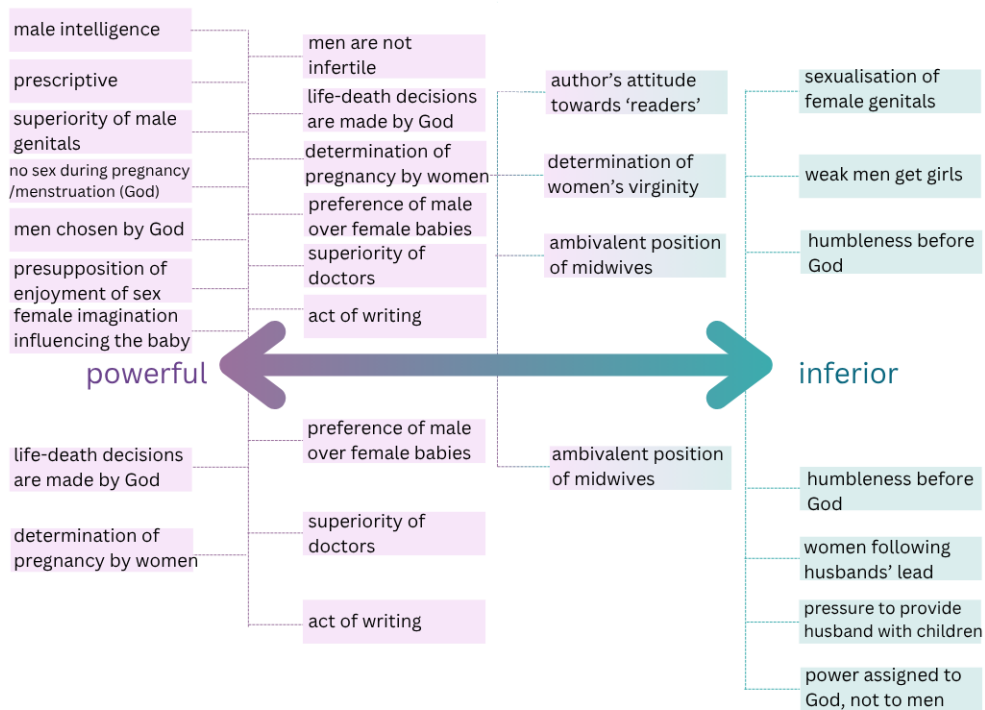 male intelligence
prescriptive
superiority of male
genitals
no sex during pregnancy
/menstruation (God)
men chosen by God
presupposition of
enjoyment of sex
female imagination
influencing the baby
men are not
infertile
life-death decisions
are made by God
determination of
pregnancy by women
preference of male
over female babies
superiority of
doctors
act of writing
author's attitude
towards ‘readers’
determination of
women's virginity
ambivalent position
of midwives
sexualisation of
female genitals
weak men get girls
humbleness before
God
powerful
inferior
life-death decisions
are made by God
determination of
pregnancy by women
preference of male
over female babies
superiority of
doctors
act of writing
ambivalent position
of midwives
humbleness before
God
women following
husbands’ lead
pressure to provide
husband with children
power assigned to
God, not to men